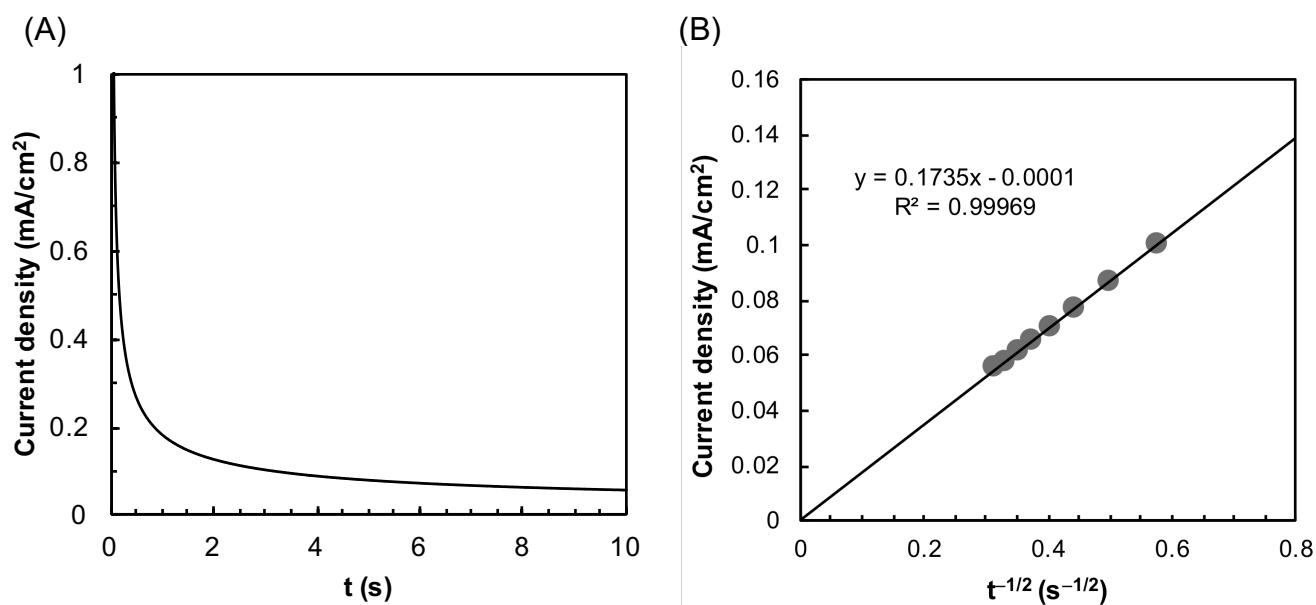 (A)
Current density (mA/cm²)
1
0.8
0.6
0.4
0.2
0
0 2 4 6 8 10
t (s)
(B)
Current density (mA/cm²)
0.16
0.14
0.12
0.1
0.08
0.06
0.04
0.02
0
y = 0.1735x - 0.0001
R² = 0.99969
0 0.2 0.4 0.6 0.8
t⁻¹/² (s⁻¹/²)